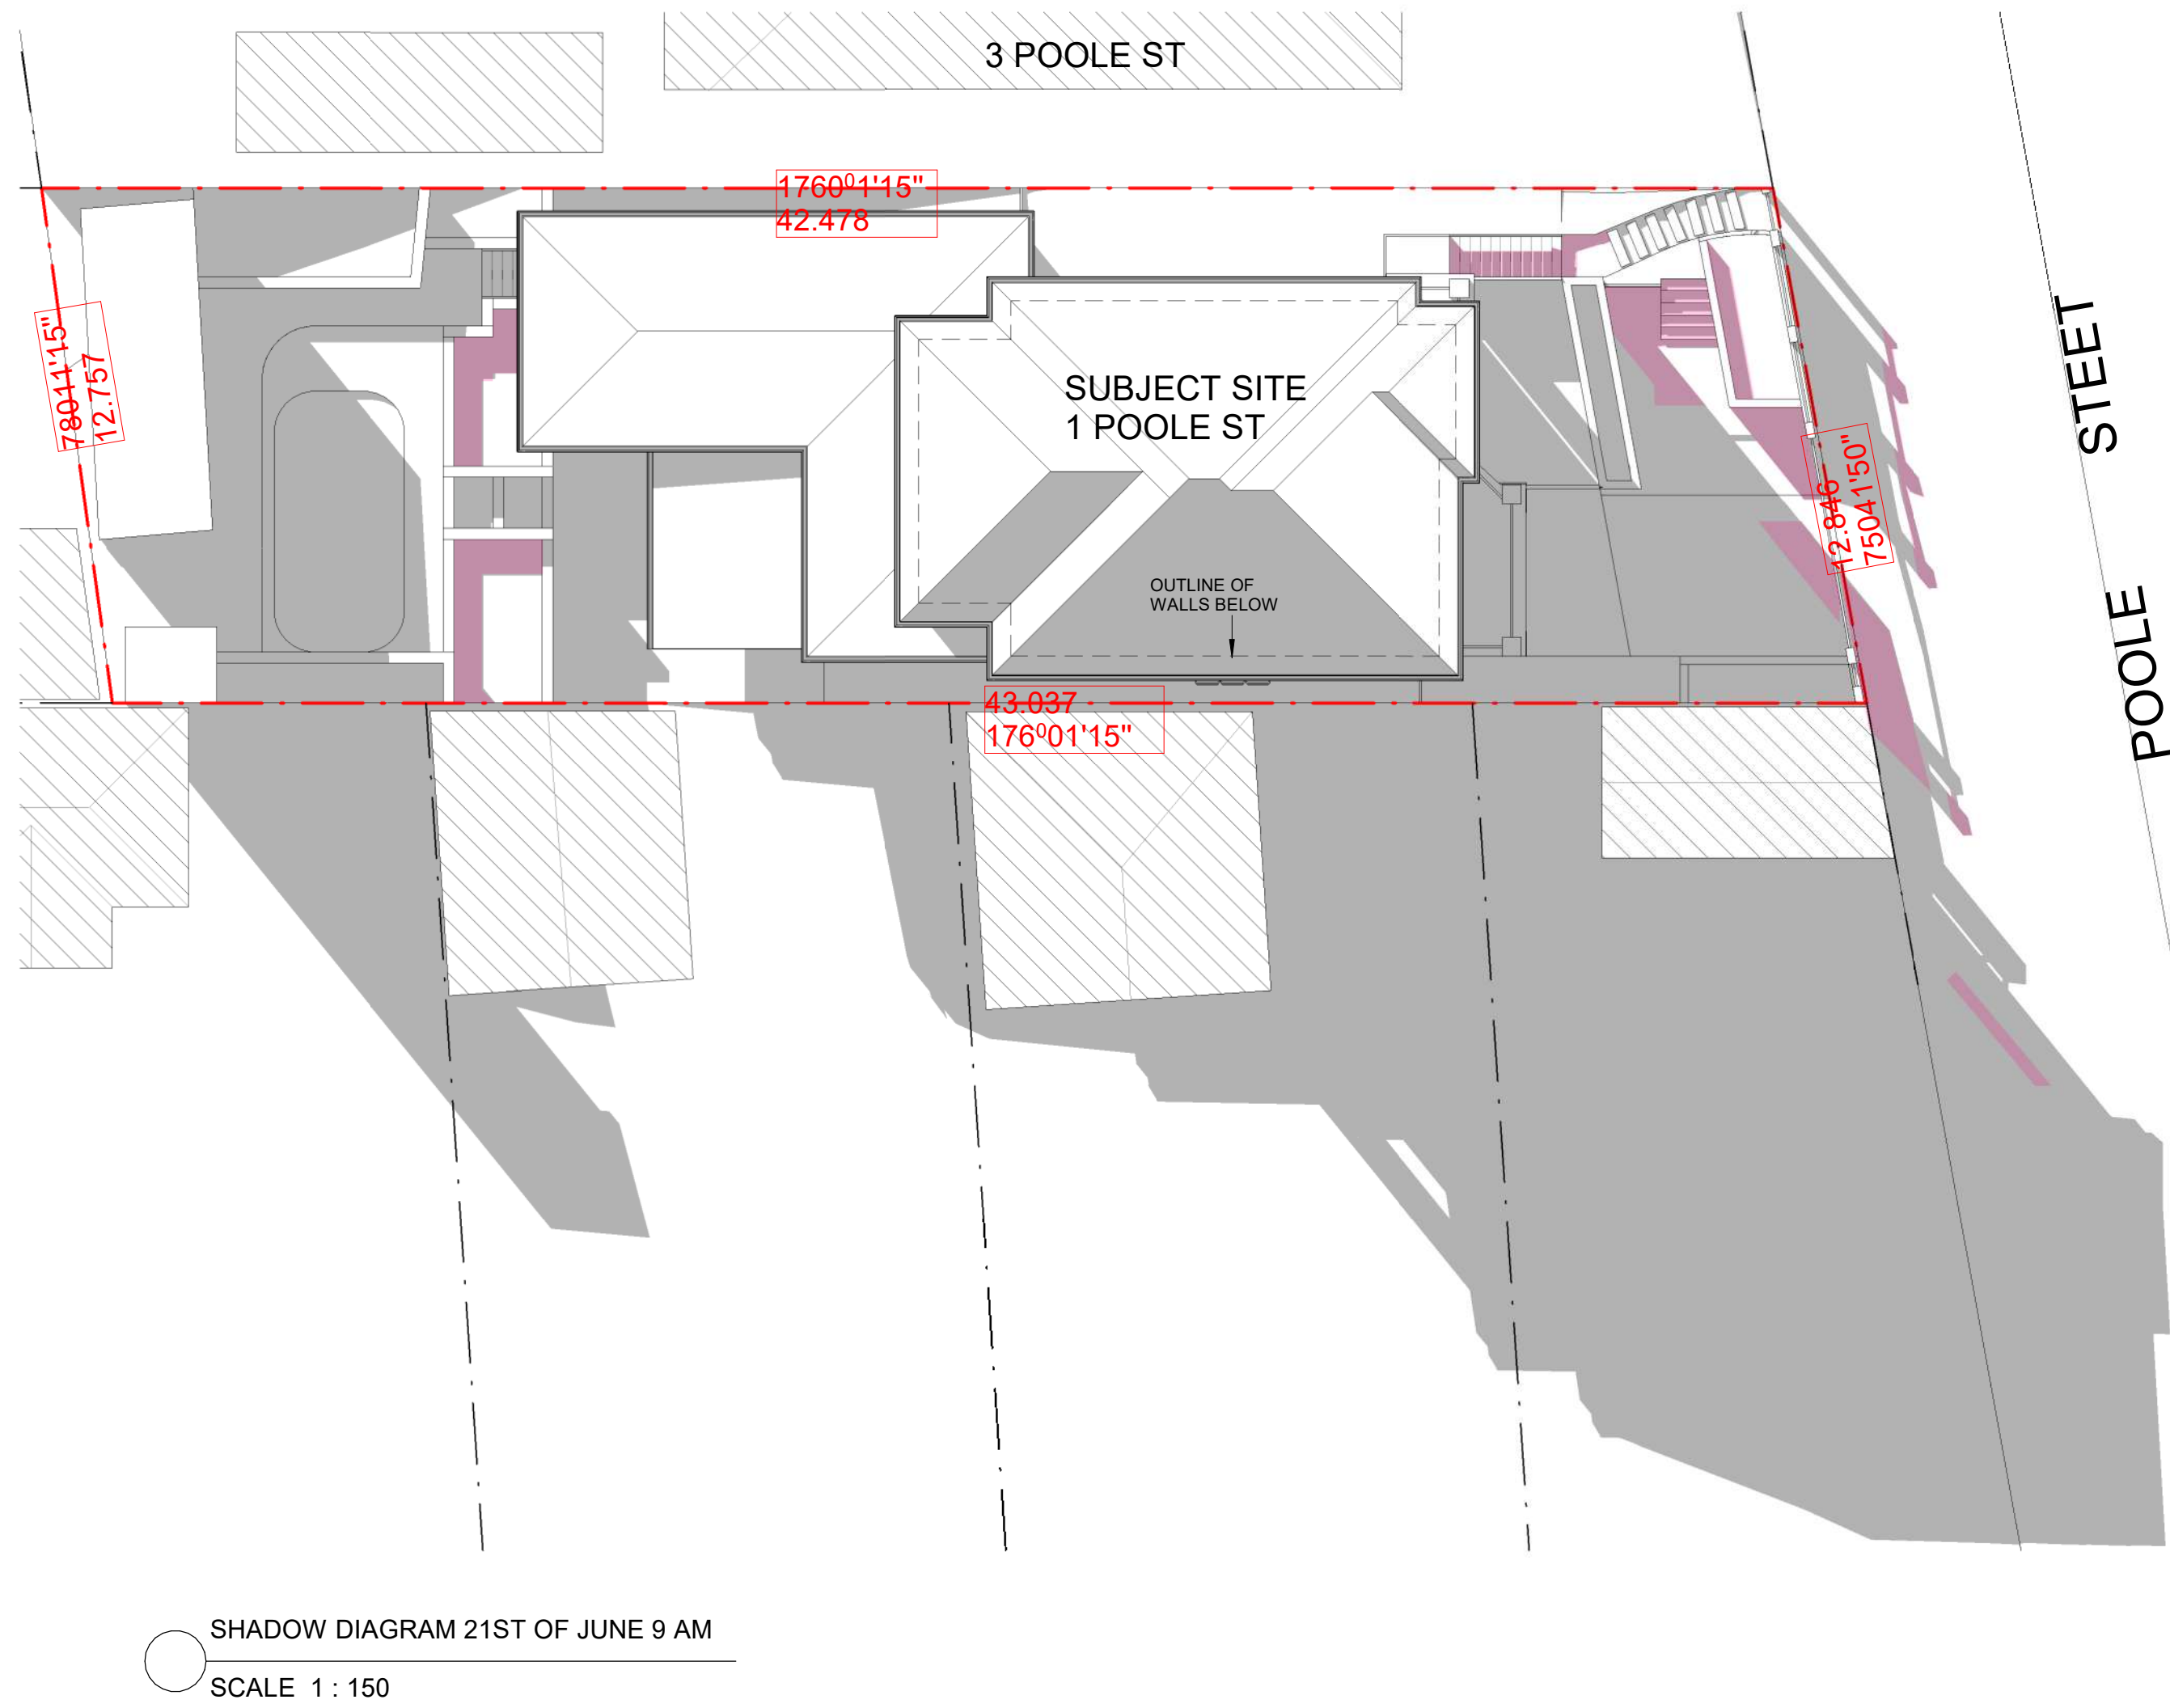 3 POOLE ST
1760⁰1'15"
42.478
78011'15"
12.757
SUBJECT SITE
1 POOLE ST
OUTLINE OF
WALLS BELOW
12.846
75041'50"
POOLE STEET
43.037
176⁰01'15"
SHADOW DIAGRAM 21ST OF JUNE 9 AM
SCALE 1 : 150